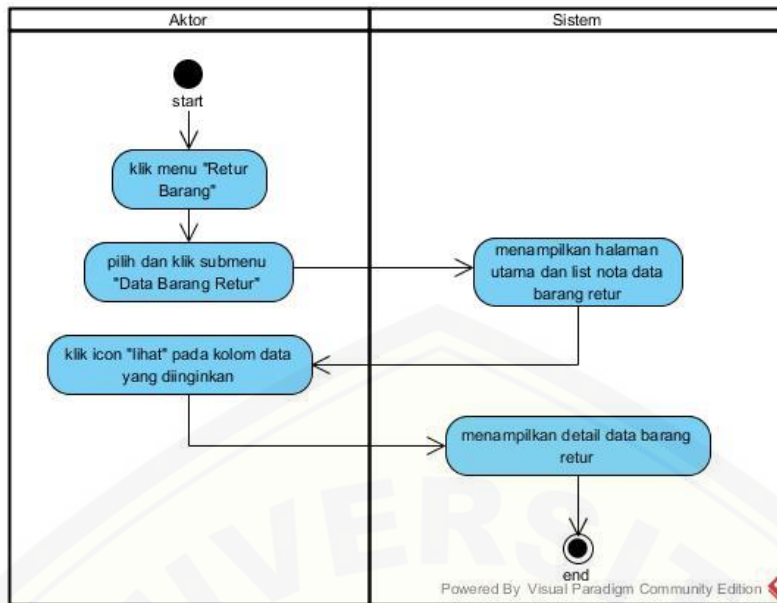 Aktor
Sistem
start
klik menu "Retur
Barang"
pilih dan klik submenu
"Data Barang Retur"
menampilkan halaman
utama dan list nota data
barang retur
klik icon "lihat" pada kolom data
yang diinginkan
menampilkan detail data barang
retur
end
Powered By Visual Paradigm Community Edition